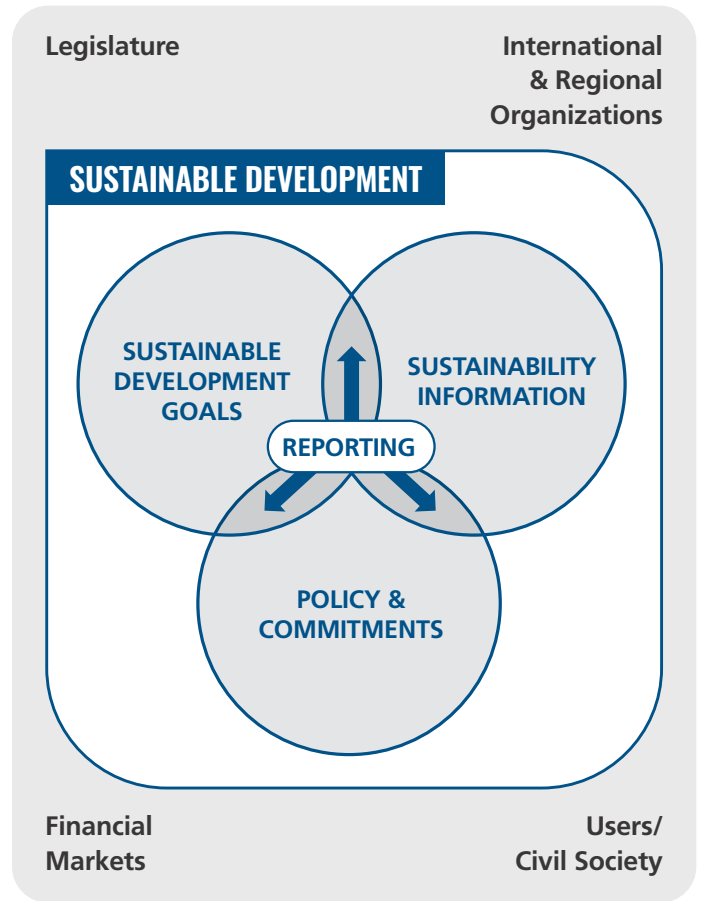 Legislature
International
& Regional
Organizations
SUSTAINABLE DEVELOPMENT
SUSTAINABLE
DEVELOPMENT
GOALS
SUSTAINABILITY
INFORMATION
REPORTING
POLICY &
COMMITMENTS
Financial
Markets
Users/
Civil Society